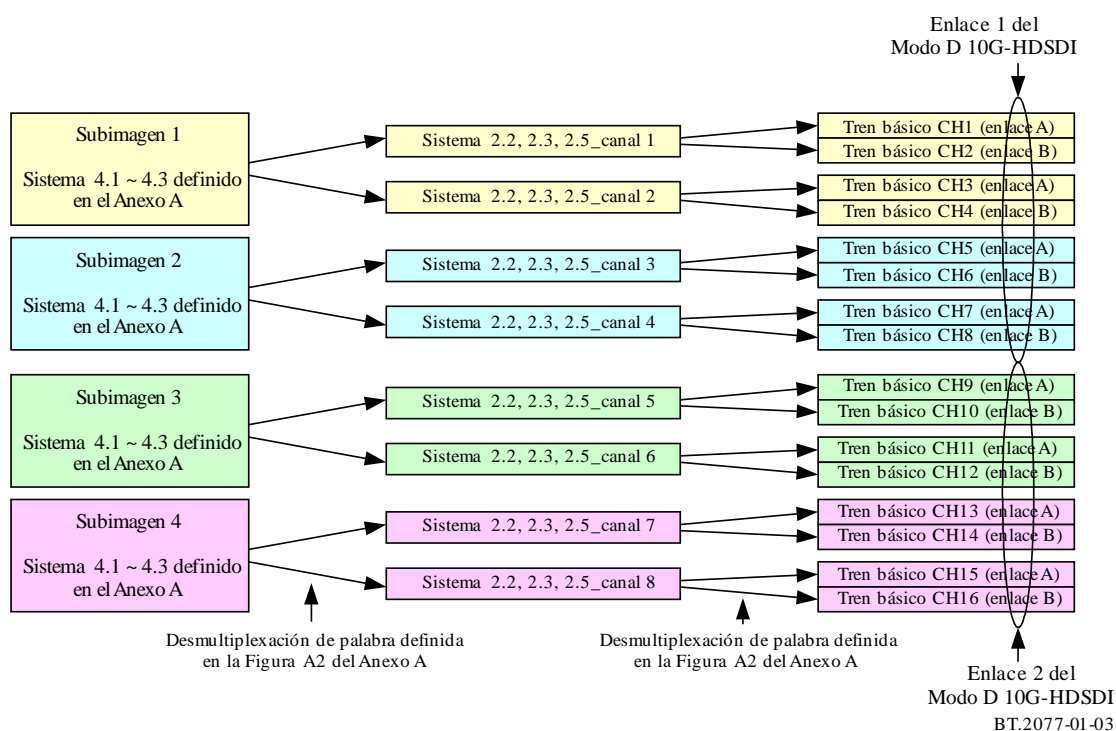 Enlace 1 del
Modo D 10G-HDSDI
Subimagen 1
Sistema 4.1 ~ 4.3 definido
en el Anexo A
Sistema 2.2, 2.3, 2.5_canal 1
Sistema 2.2, 2.3, 2.5_canal 2
Tren básico CH1 (enlace A)
Tren básico CH2 (enlace B)
Tren básico CH3 (enlace A)
Tren básico CH4 (enlace B)
Subimagen 2
Sistema 4.1 ~ 4.3 definido
en el Anexo A
Sistema 2.2, 2.3, 2.5_canal 3
Sistema 2.2, 2.3, 2.5_canal 4
Tren básico CH5 (enlace A)
Tren básico CH6 (enlace B)
Tren básico CH7 (enlace A)
Tren básico CH8 (enlace B)
Subimagen 3
Sistema 4.1 ~ 4.3 definido
en el Anexo A
Sistema 2.2, 2.3, 2.5_canal 5
Sistema 2.2, 2.3, 2.5_canal 6
Tren básico CH9 (enlace A)
Tren básico CH10 (enlace B)
Tren básico CH11 (enlace A)
Tren básico CH12 (enlace B)
Subimagen 4
Sistema 4.1 ~ 4.3 definido
en el Anexo A
Sistema 2.2, 2.3, 2.5_canal 7
Sistema 2.2, 2.3, 2.5_canal 8
Tren básico CH13 (enlace A)
Tren básico CH14 (enlace B)
Tren básico CH15 (enlace A)
Tren básico CH16 (enlace B)
Desmultiplexación de palabra definida
en la Figura A2 del Anexo A
Desmultiplexación de palabra definida
en la Figura A2 del Anexo A
Enlace 2 del
Modo D 10G-HDSDI
BT.2077-01-03